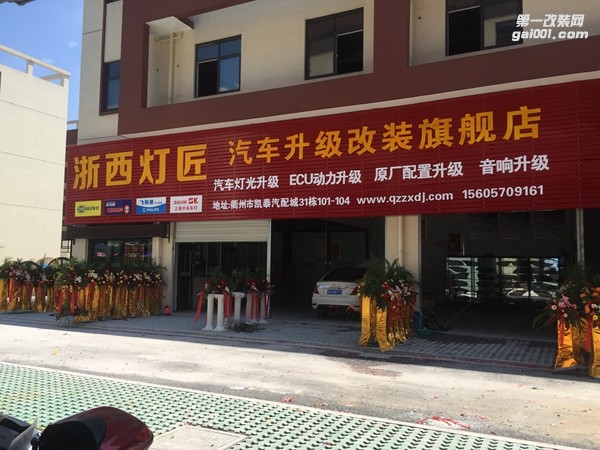 第一改装网
gai001.com
浙西灯匠 汽车升级改装旗舰店
汽车灯光升级 ECU动力升级 原厂配置升级 音响升级
OSRAM
飞利浦
PHILIPS
地址:衢州市凯泰汽配城31栋101-104 www.qzzxdj.com 15605709161